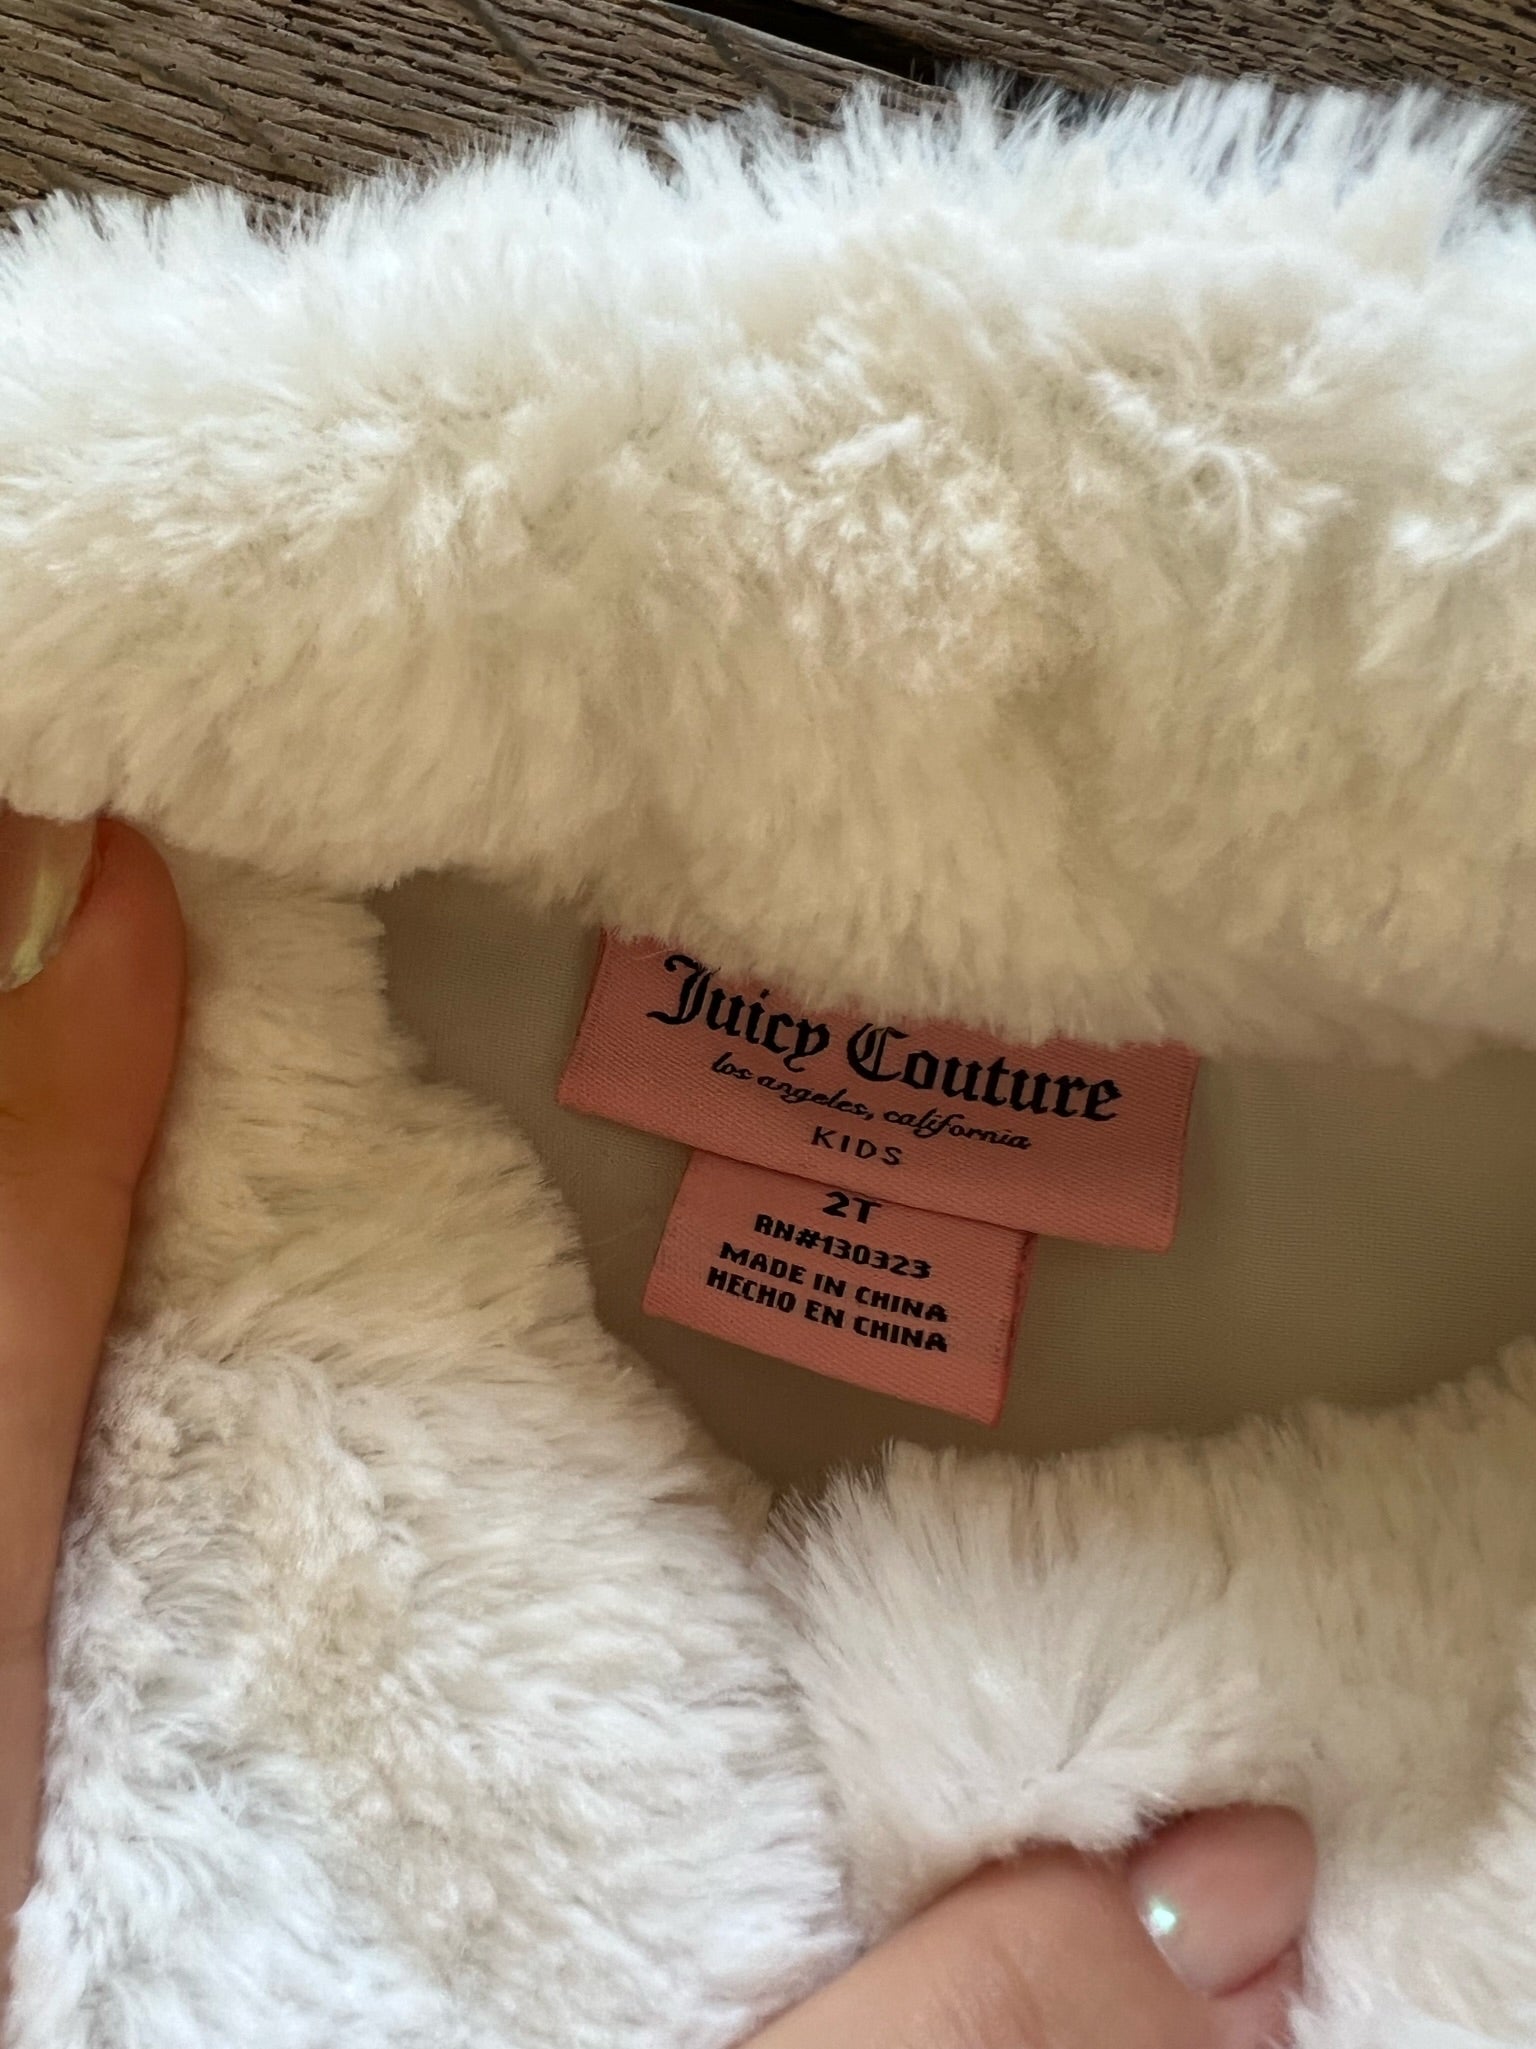 Juicy Couture
los angeles, california
KIDS
2T
RN#130323
MADE IN CHINA
HECHO EN CHINA